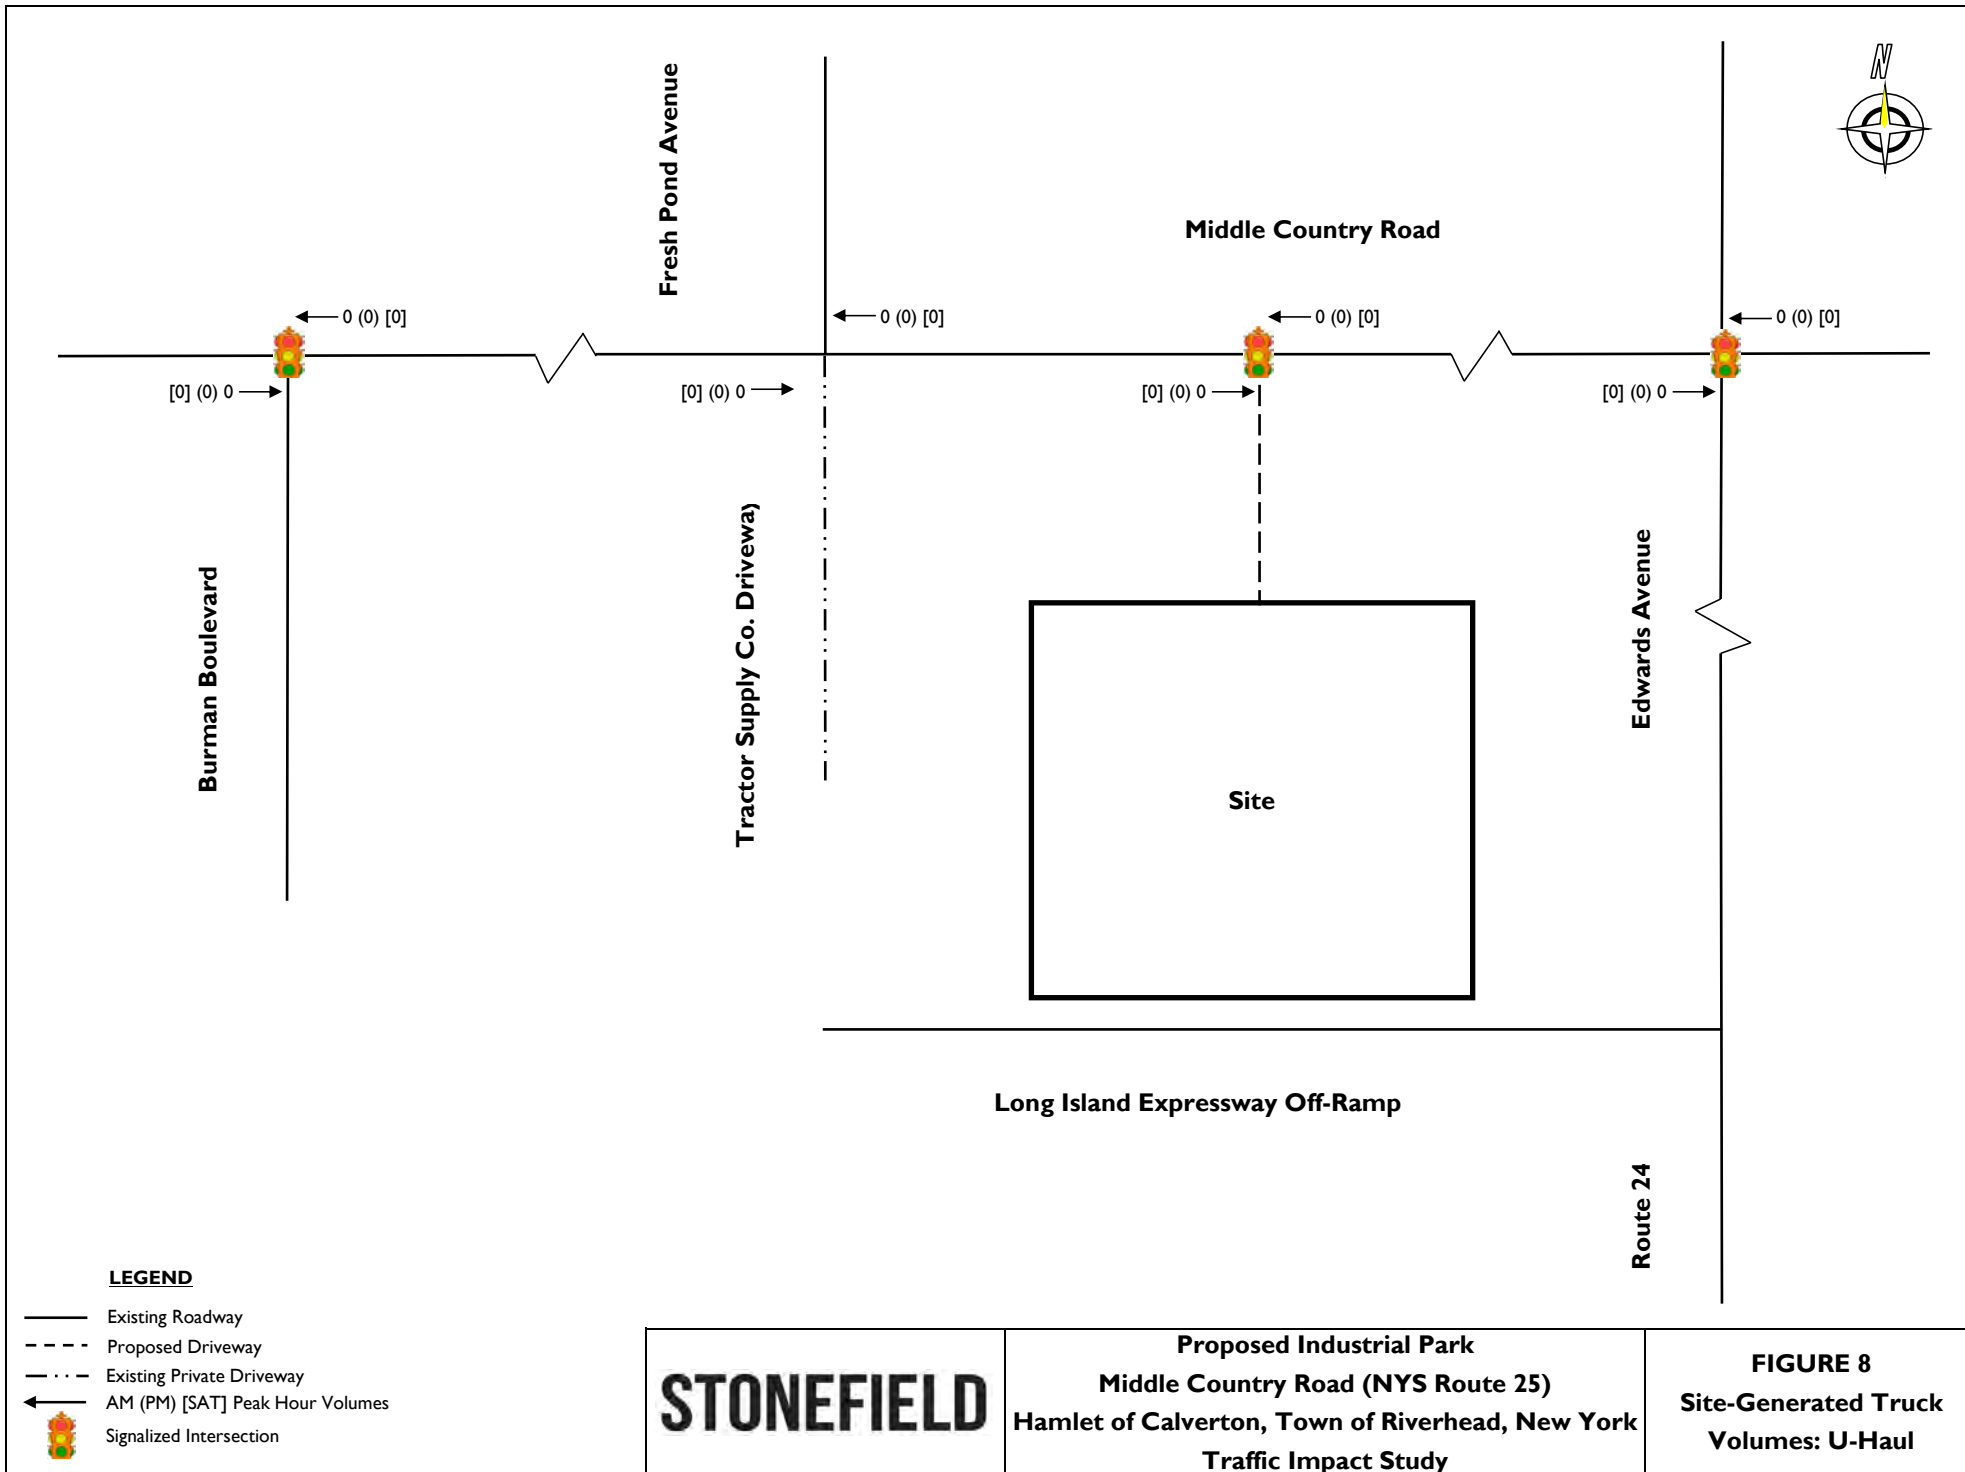 N
Fresh Pond Avenue
Middle Country Road
0 (0) [0]
0 (0) [0]
0 (0) [0]
0 (0) [0]
[0] (0) 0
[0] (0) 0
[0] (0) 0
[0] (0) 0
Burman Boulevard
Tractor Supply Co. Driveway
Edwards Avenue
Site
Long Island Expressway Off-Ramp
Route 24
LEGEND
Existing Roadway
Proposed Driveway
Existing Private Driveway
AM (PM) [SAT] Peak Hour Volumes
Signalized Intersection
STONEFIELD
Proposed Industrial Park
Middle Country Road (NYS Route 25)
Hamlet of Calverton, Town of Riverhead, New York
Traffic Impact Study
FIGURE 8
Site-Generated Truck
Volumes: U-Haul